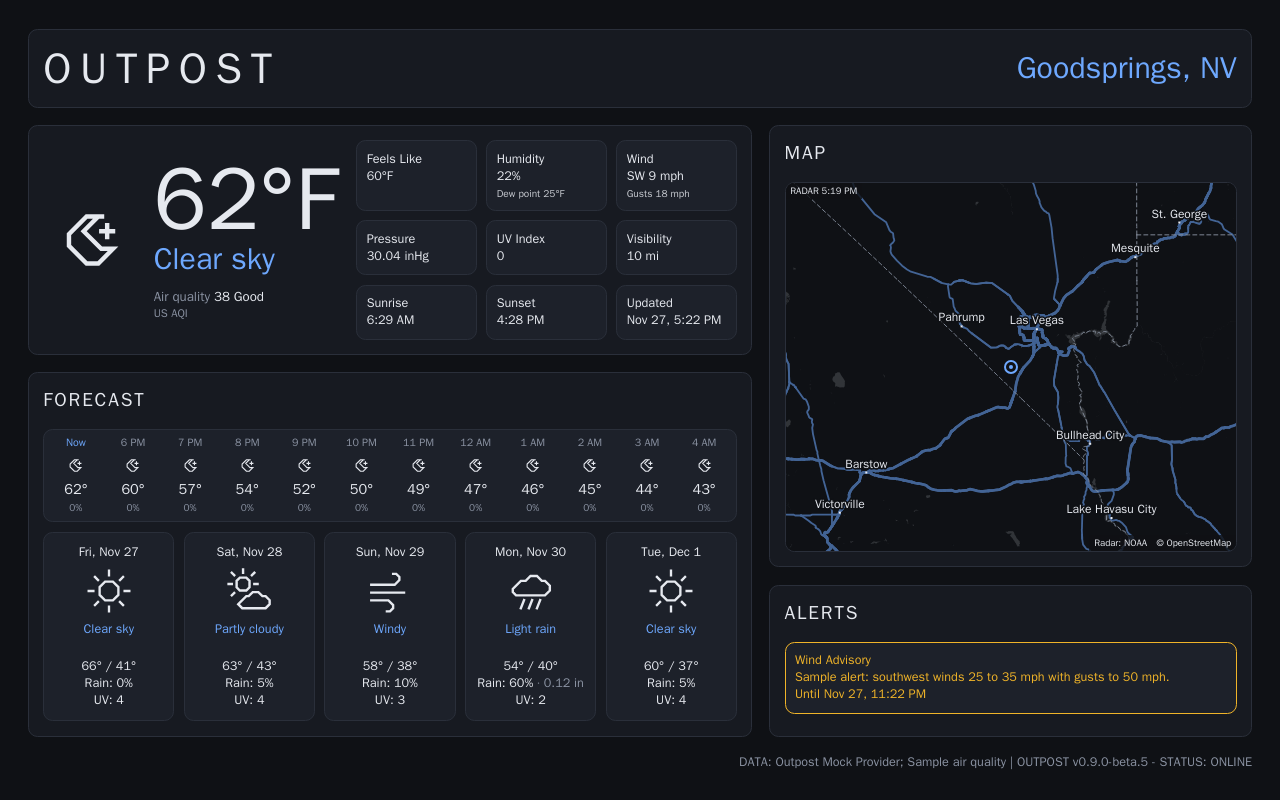 OUTPOST
Goodsprings, NV
62°F
Clear sky
Air quality 38 Good
US AQI
Feels Like
60°F
Humidity
22%
Dew point 25°F
Wind
SW 9 mph
Gusts 18 mph
Pressure
30.04 inHg
UV Index
0
Visibility
10 mi
Sunrise
6:29 AM
Sunset
4:28 PM
Updated
Nov 27, 5:22 PM
FORECAST
Now 6 PM 7 PM 8 PM 9 PM 10 PM 11 PM 12 AM 1 AM 2 AM 3 AM 4 AM
62° 60° 57° 54° 52° 50° 49° 47° 46° 45° 44° 43°
0% 0% 0% 0% 0% 0% 0% 0% 0% 0% 0% 0%
Fri, Nov 27
Clear sky
66° / 41°
Rain: 0%
UV: 4
Sat, Nov 28
Partly cloudy
63° / 43°
Rain: 5%
UV: 4
Sun, Nov 29
Windy
58° / 38°
Rain: 10%
UV: 3
Mon, Nov 30
Light rain
54° / 40°
Rain: 60% · 0.12 in
UV: 2
Tue, Dec 1
Clear sky
60° / 37°
Rain: 5%
UV: 4
MAP
RADAR 5:19 PM
St. George
Mesquite
Pahrump
Las Vegas
Bullhead City
Barstow
Victorville
Lake Havasu City
Radar: NOAA © OpenStreetMap
ALERTS
Wind Advisory
Sample alert: southwest winds 25 to 35 mph with gusts to 50 mph.
Until Nov 27, 11:22 PM
DATA: Outpost Mock Provider; Sample air quality | OUTPOST v0.9.0-beta.5 - STATUS: ONLINE